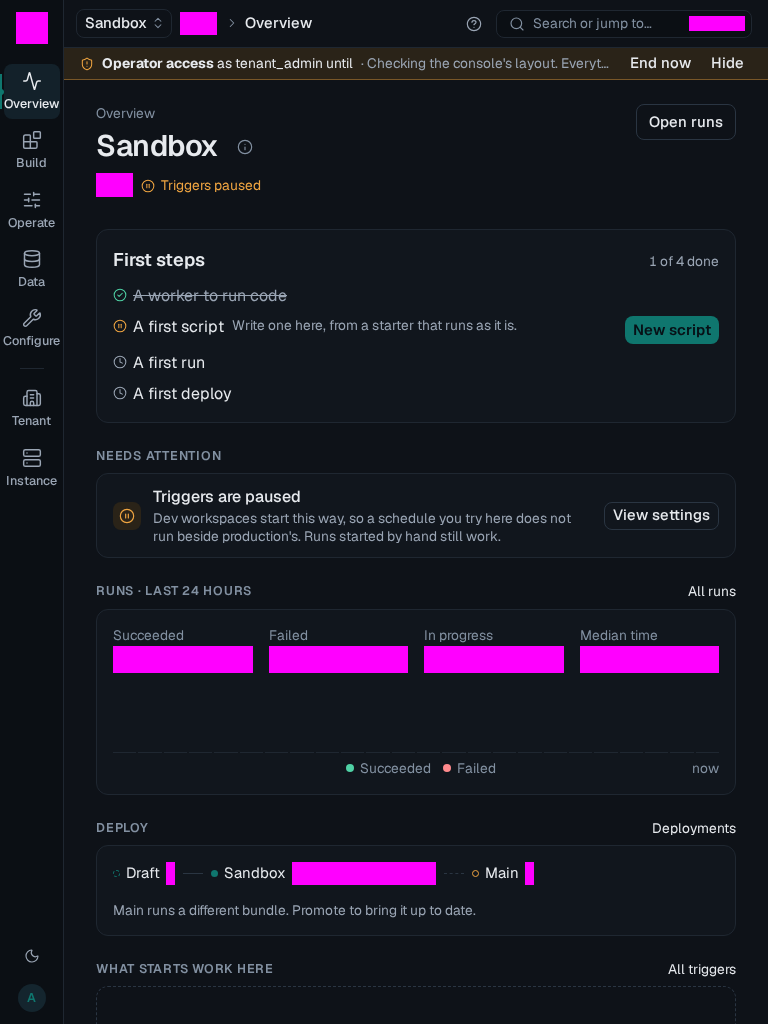 Sandbox
Overview
Search or jump to…
Operator access as tenant_admin until · Checking the console's layout. Everyt…
End now
Hide
Overview
Build
Operate
Data
Configure
Tenant
Instance
A
Overview
Sandbox
Open runs
Triggers paused
First steps
1 of 4 done
A worker to run code
A first script Write one here, from a starter that runs as it is.
New script
A first run
A first deploy
NEEDS ATTENTION
Triggers are paused
Dev workspaces start this way, so a schedule you try here does not
run beside production's. Runs started by hand still work.
View settings
RUNS · LAST 24 HOURS
All runs
Succeeded
Failed
In progress
Median time
Succeeded
Failed
now
DEPLOY
Deployments
Draft
Sandbox
Main
Main runs a different bundle. Promote to bring it up to date.
WHAT STARTS WORK HERE
All triggers